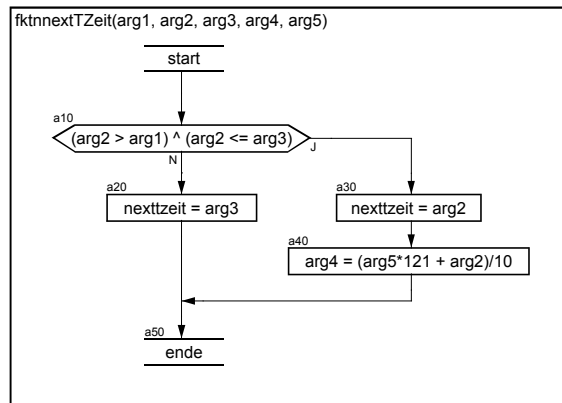 fktnnextTZeit(arg1, arg2, arg3, arg4, arg5)
start
a10
(arg2 > arg1) ^ (arg2 <= arg3)
J
N
a20
nexttzeit = arg3
a30
nexttzeit = arg2
a40
arg4 = (arg5*121 + arg2)/10
a50
ende